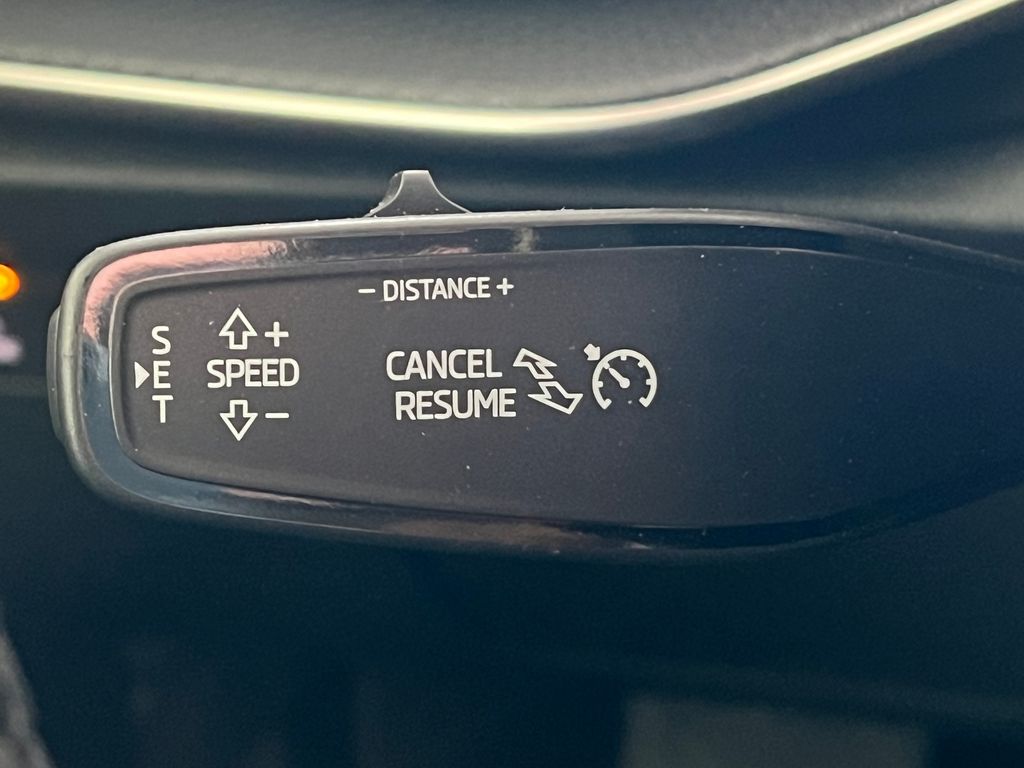 - DISTANCE +
SET
+
SPEED
-
CANCEL
RESUME